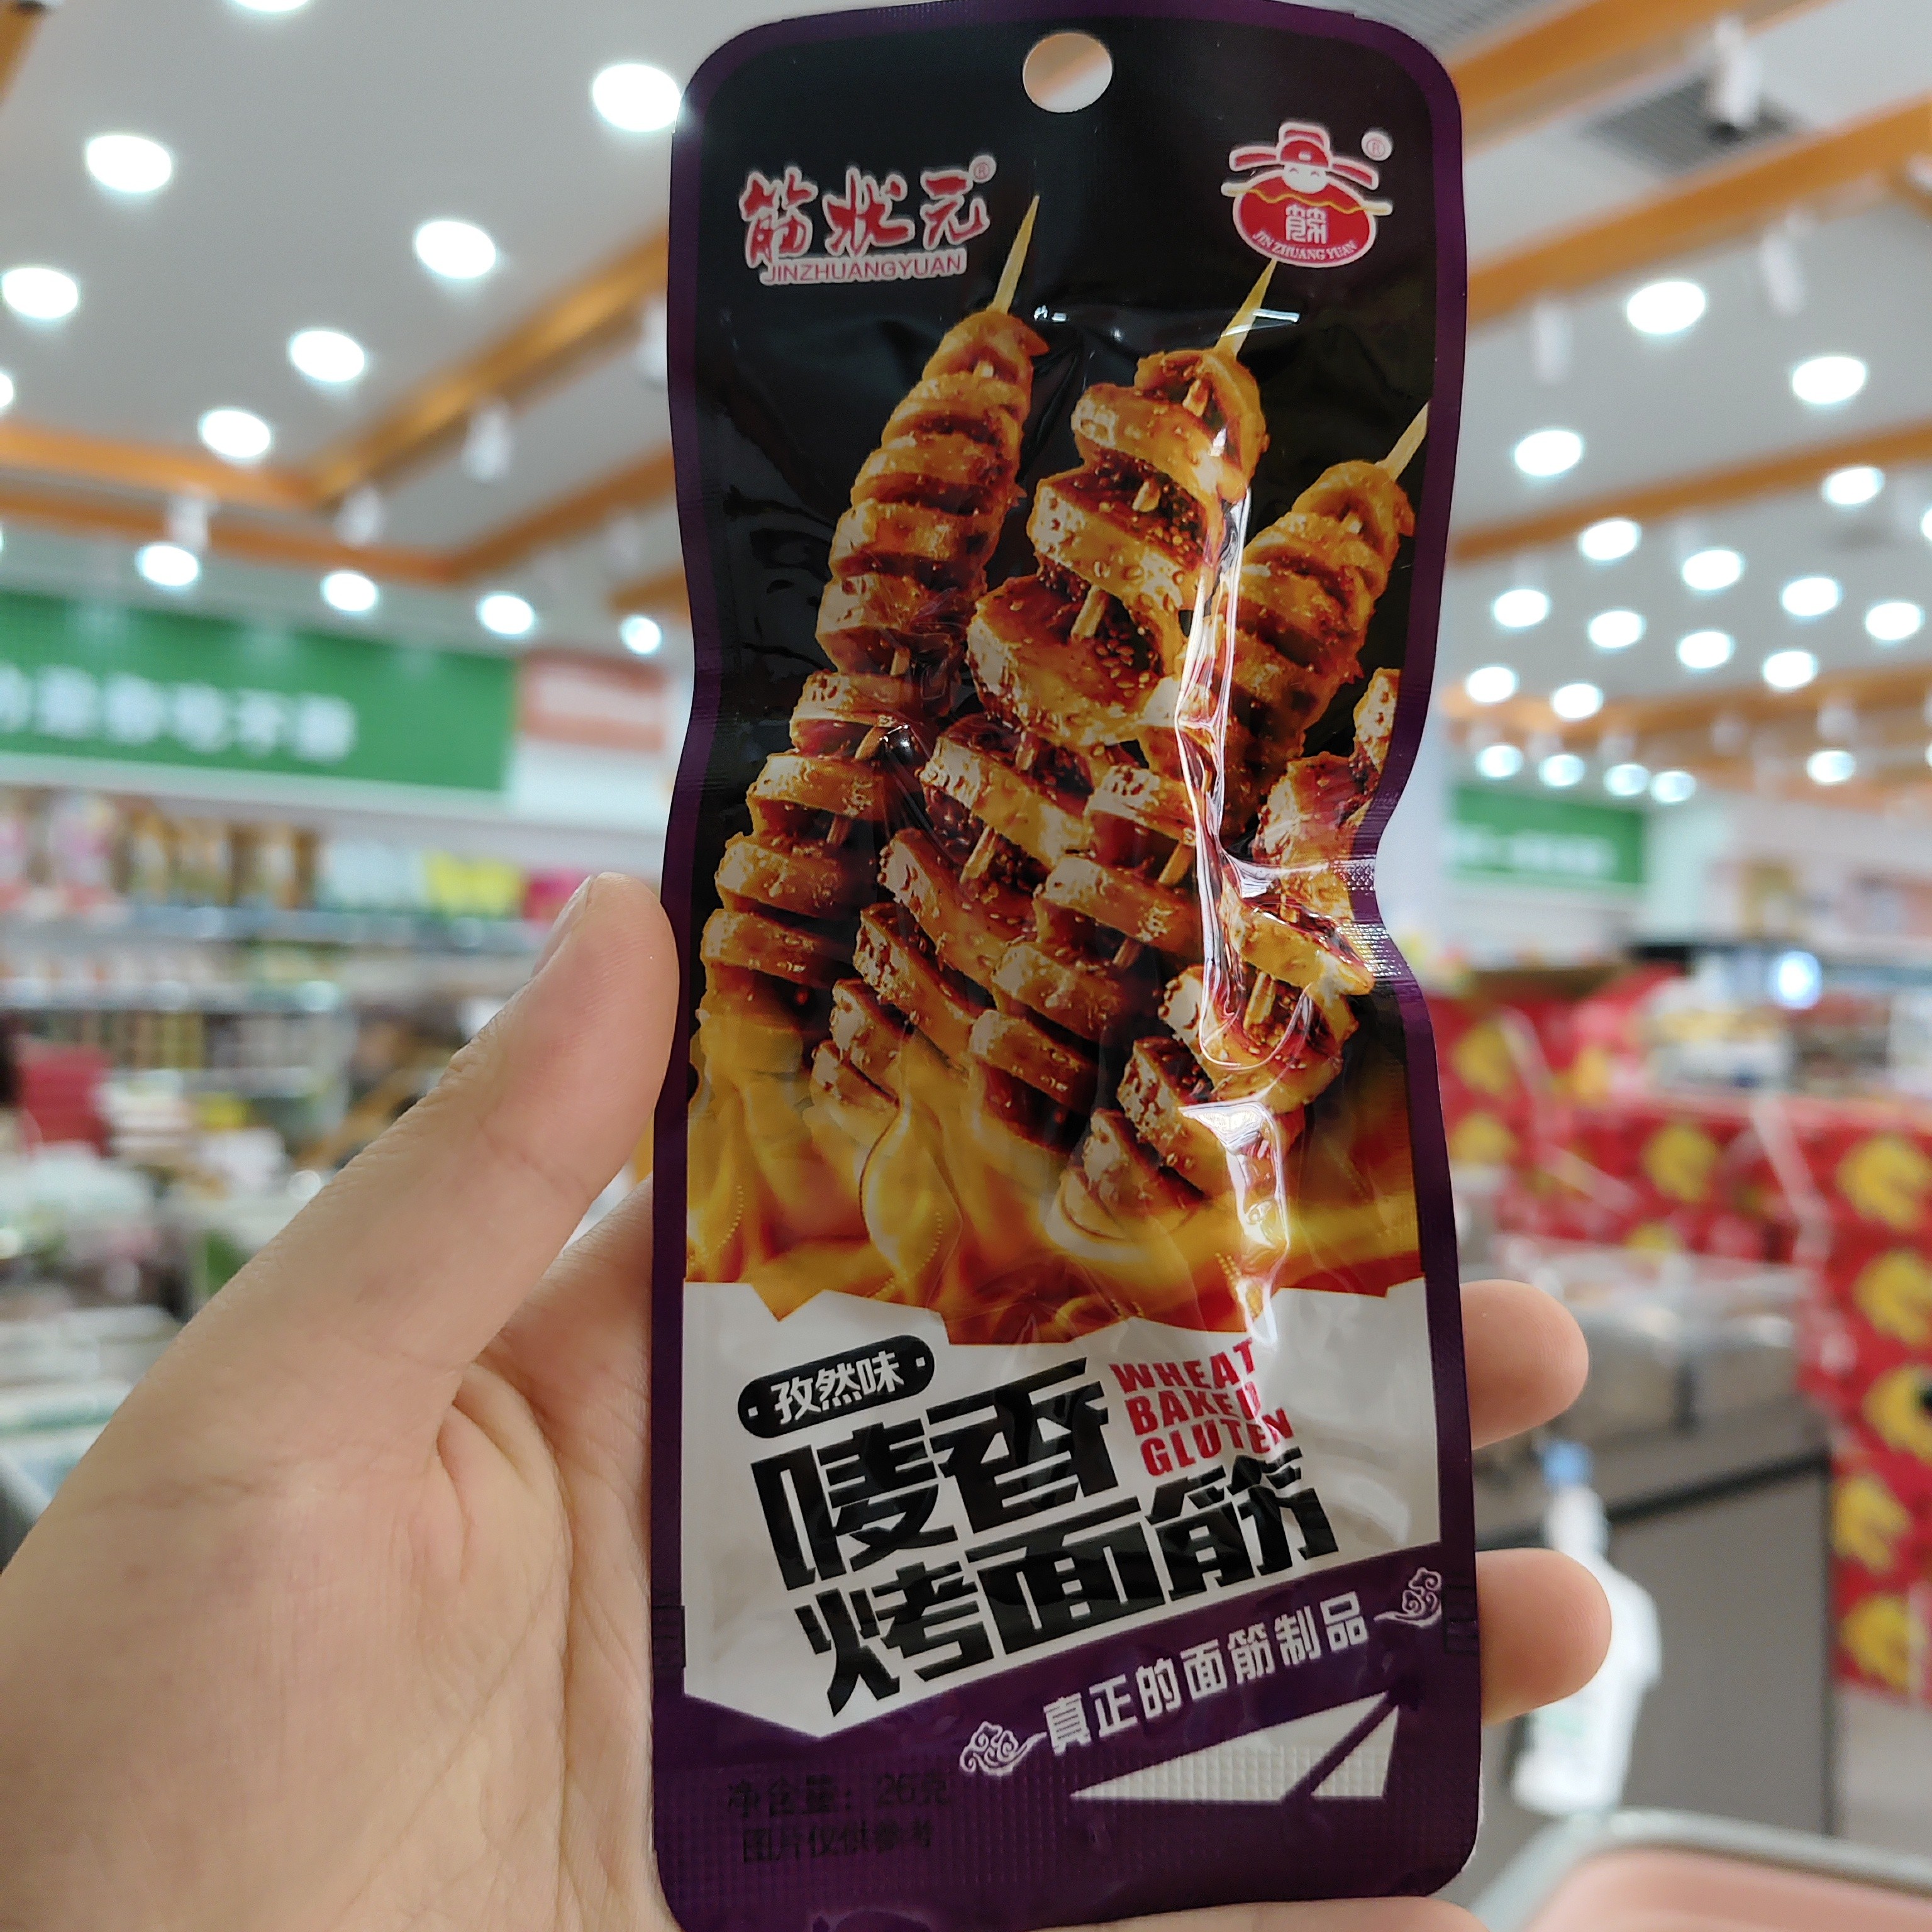 筋状元®
JINZHUANGYUAN
®
JIN ZHUANG YUAN
孜然味
唛香
WHEAT
BAKED
GLUTEN
烤面筋
真正的面筋制品
净含量：26克
图片仅供参考